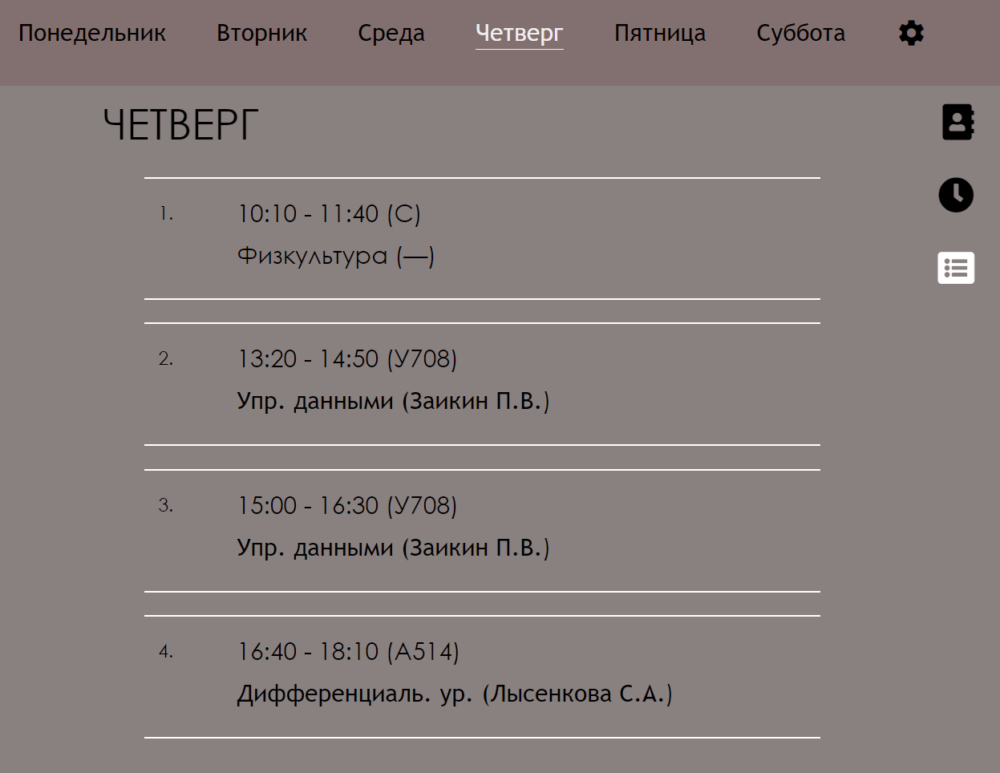 Понедельник Вторник Среда Четверг Пятница Суббота
ЧЕТВЕРГ
1. 10:10 - 11:40 (С)
Физкультура (—)
2. 13:20 - 14:50 (У708)
Упр. данными (Заикин П.В.)
3. 15:00 - 16:30 (У708)
Упр. данными (Заикин П.В.)
4. 16:40 - 18:10 (А514)
Дифференциаль. ур. (Лысенкова С.А.)